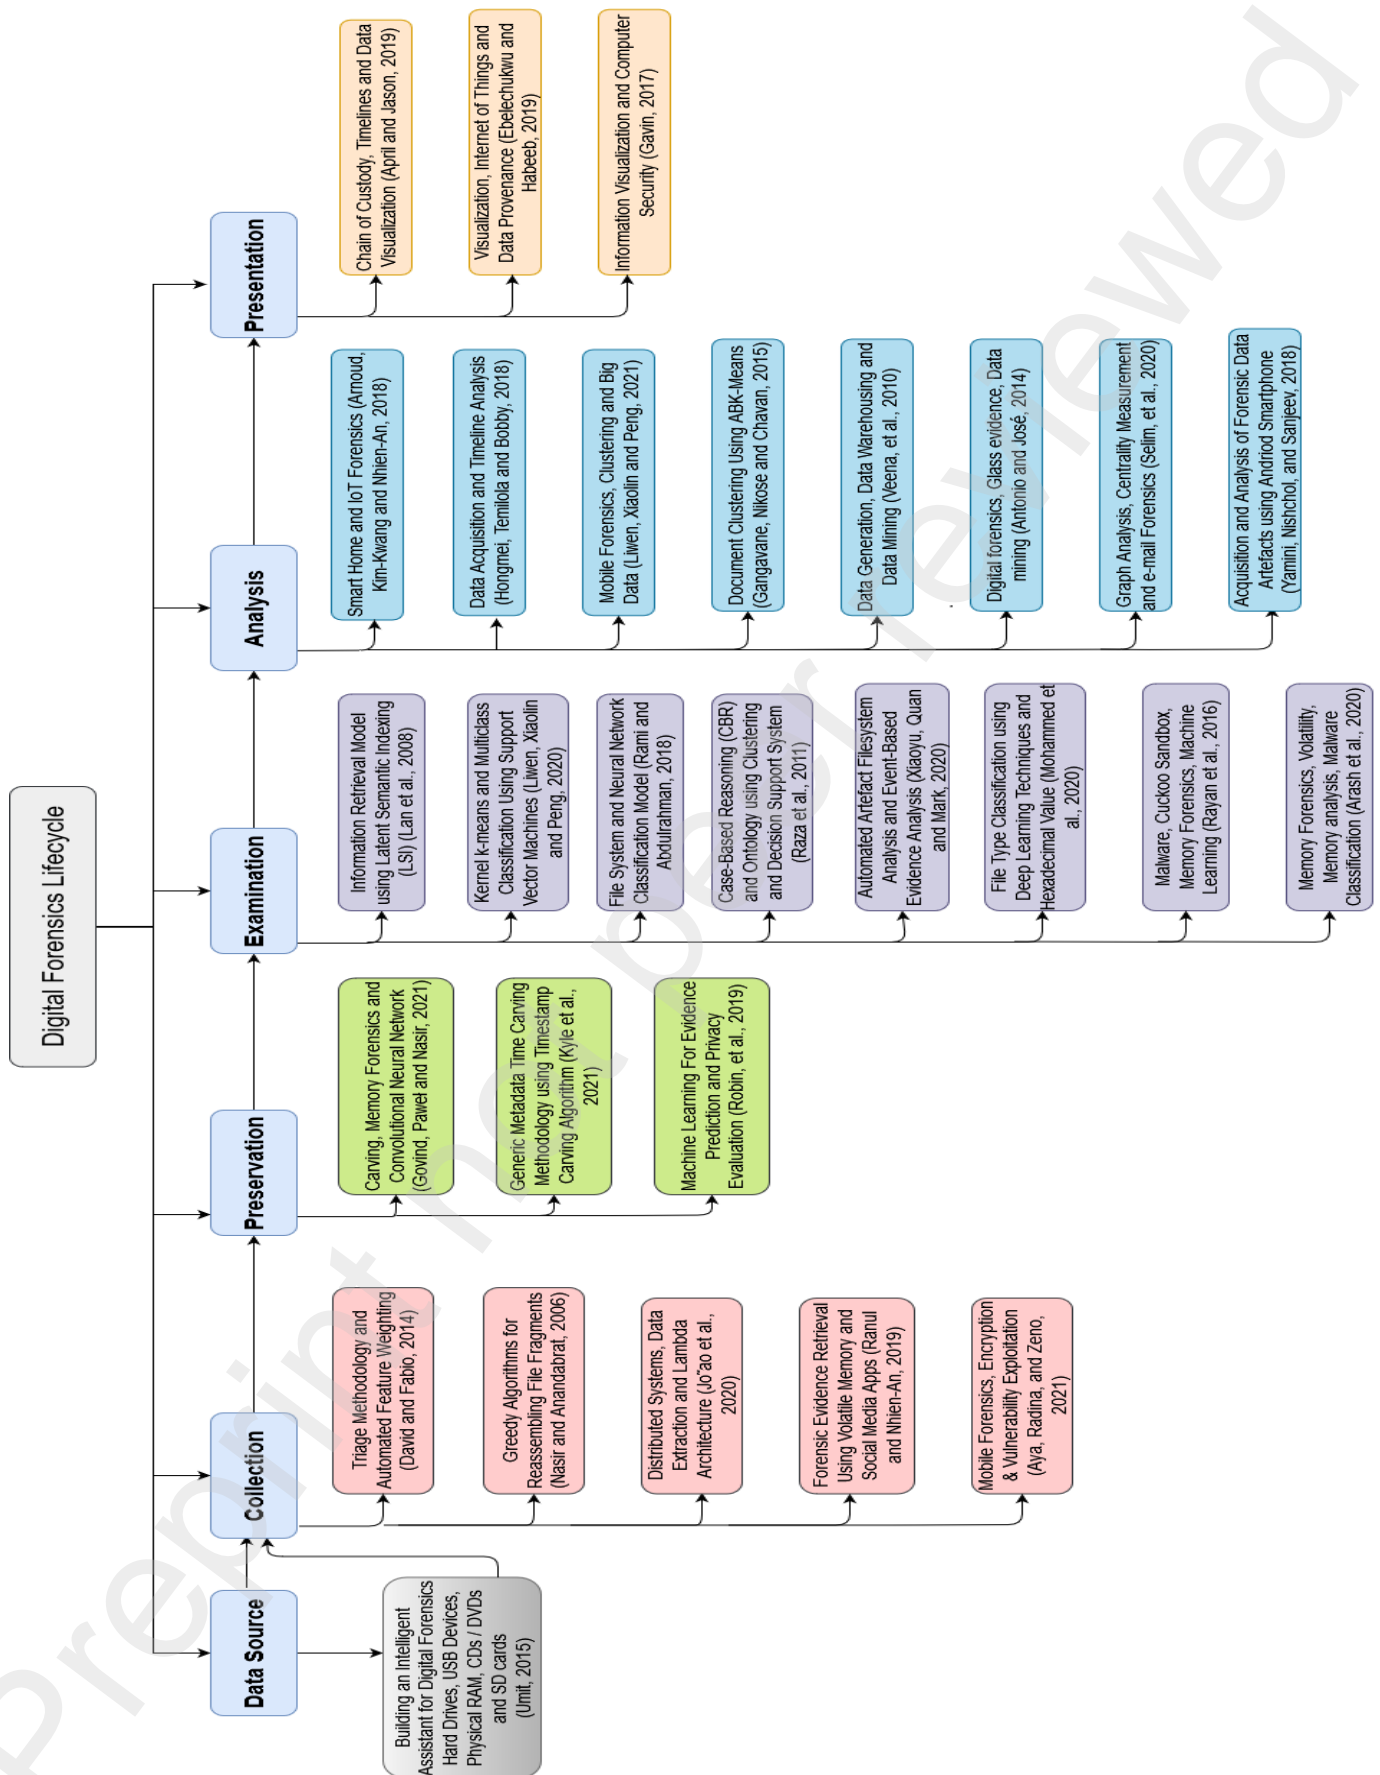 Digital Forensics Lifecycle
Data Source
Collection
Preservation
Examination
Analysis
Presentation
Building an Intelligent
Assistant for Digital Forensics
Hard Drives, USB Devices,
Physical RAM, CDs / DVDs
and SD cards
(Umit, 2015)
Triage Methodology and
Automated Feature Weighting
(David and Fabio, 2014)
Greedy Algorithms for
Reassembling File Fragments
(Nasir and Anandabrat, 2006)
Distributed Systems, Data
Extraction and Lambda
Architecture (Jo˜ao et al.,
2020)
Forensic Evidence Retrieval
Using Volatile Memory and
Social Media Apps (Ranul
and Nhien-An, 2019)
Mobile Forensics, Encryption
& Vulnerability Exploitation
(Aya, Radina, and Zeno,
2021)
Carving, Memory Forensics and
Convolutional Neural Network
(Govind, Paweł and Nasir, 2021)
Generic Metadata Time Carving
Methodology using Timestamp
Carving Algorithm (Kyle et al.,
2021)
Machine Learning For Evidence
Prediction and Privacy
Evaluation (Robin, et al., 2019)
Information Retrieval Model
using Latent Semantic Indexing
(LSI) (Lan et al., 2008)
Kernel k-means and Multiclass
Classification Using Support
Vector Machines (Liwen, Xiaolin
and Peng, 2020)
File System and Neural Network
Classification Model (Rami and
Abdulrahman, 2018)
Case-Based Reasoning (CBR)
and Ontology using Clustering
and Decision Support System
(Raza et al., 2011)
Automated Artefact Filesystem
Analysis and Event-Based
Evidence Analysis (Xiaoyu, Quan
and Mark, 2020)
File Type Classification using
Deep Learning Techniques and
Hexadecimal Value (Mohammed et
al., 2020)
Malware, Cuckoo Sandbox,
Memory Forensics, Machine
Learning (Rayan et al., 2016)
Memory Forensics, Volatility,
Memory analysis, Malware
Classification (Arash et al., 2020)
Smart Home and IoT Forensics (Arnoud,
Kim-Kwang and Nhien-An, 2018)
Data Acquisition and Timeline Analysis
(Hongmei, Temilola and Bobby, 2018)
Mobile Forensics, Clustering and Big
Data (Liwen, Xiaolin and Peng, 2021)
Document Clustering Using ABK-Means
(Gangavane, Nikose and Chavan, 2015)
Data Generation, Data Warehousing and
Data Mining (Veena, et al., 2010)
Digital forensics, Glass evidence, Data
mining (Antonio and José, 2014)
Graph Analysis, Centrality Measurement
and e-mail Forensics (Selim, et al., 2020)
Acquisition and Analysis of Forensic Data
Artefacts using Andriod Smartphone
(Yamini, Nishchol, and Sanjeev, 2018)
Chain of Custody, Timelines and Data
Visualization (April and Jason, 2019)
Visualization, Internet of Things and
Data Provenance (Ebelechukwu and
Habeeb, 2019)
Information Visualization and Computer
Security (Gavin, 2017)
Preprint not peer reviewed